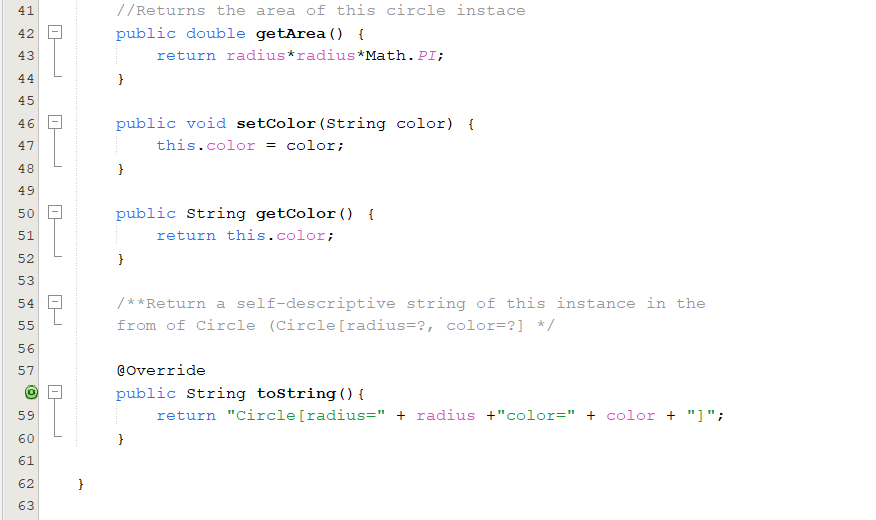 41 //Returns the area of this circle instace
42 public double getArea() {
43 return radius*radius*Math.PI;
44 }
45
46 public void setColor(String color) {
47 this.color = color;
48 }
49
50 public String getColor() {
51 return this.color;
52 }
53
54 /**Return a self-descriptive string of this instance in the
55 from of Circle (Circle[radius=?, color=?] */
56
57 @Override
public String toString(){
59 return "Circle[radius=" + radius +"color=" + color + "]";
60 }
61
62 }
63